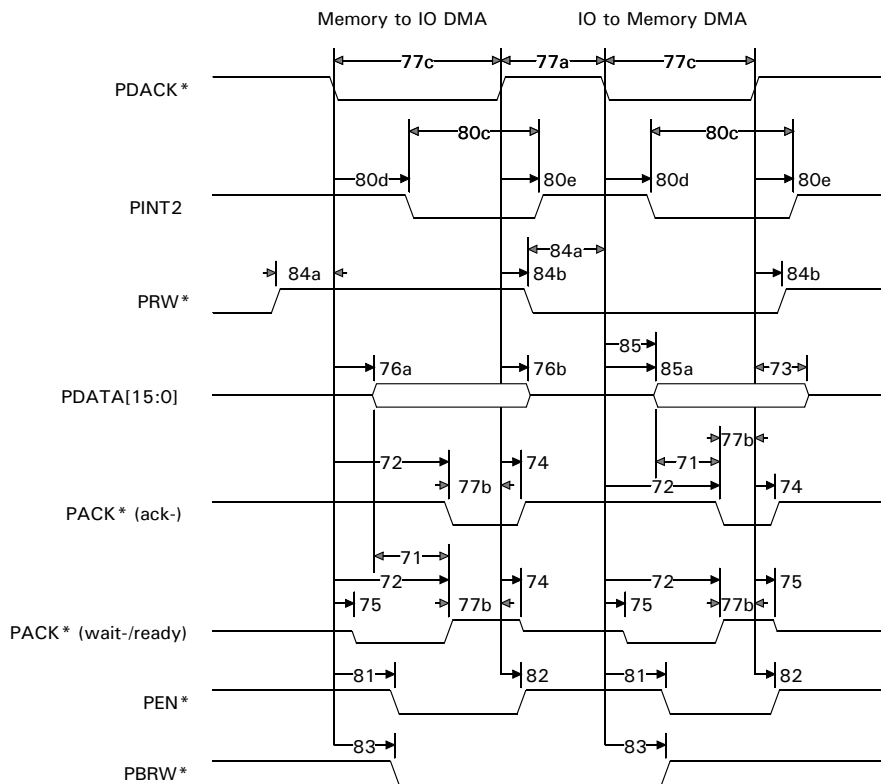 Memory to IO DMA IO to Memory DMA
77c 77a 77c
PDACK*
80c 80c
80d 80e 80d 80e
PINT2
84a
84a 84b 84b
PRW*
85
76a 76b 85a 73
PDATA[15:0]
77b
72 74 71
77b 72 74
PACK* (ack-)
71
72 74 72 75
75 77b 75 77b
PACK* (wait-/ready)
81 82 81 82
PEN*
83 83
PBRW*